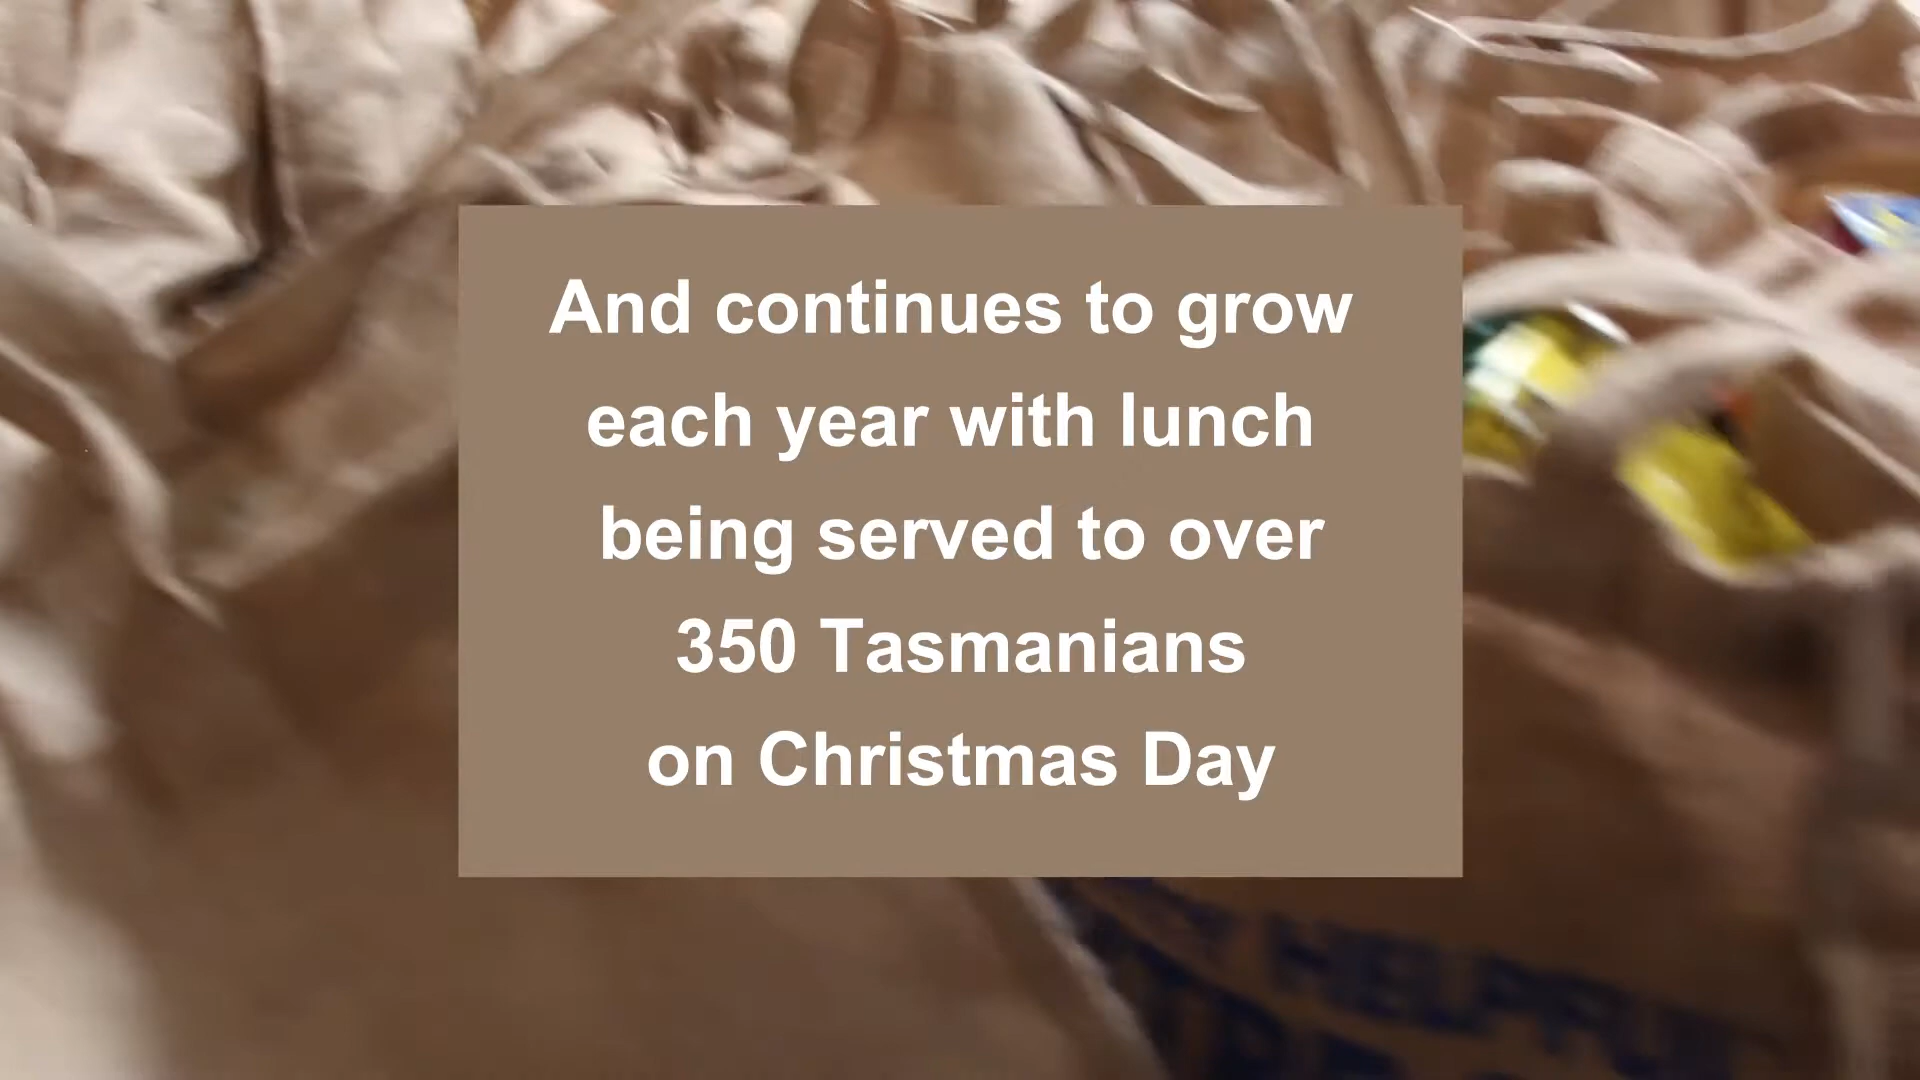 And continues to grow
each year with lunch
being served to over
350 Tasmanians
on Christmas Day